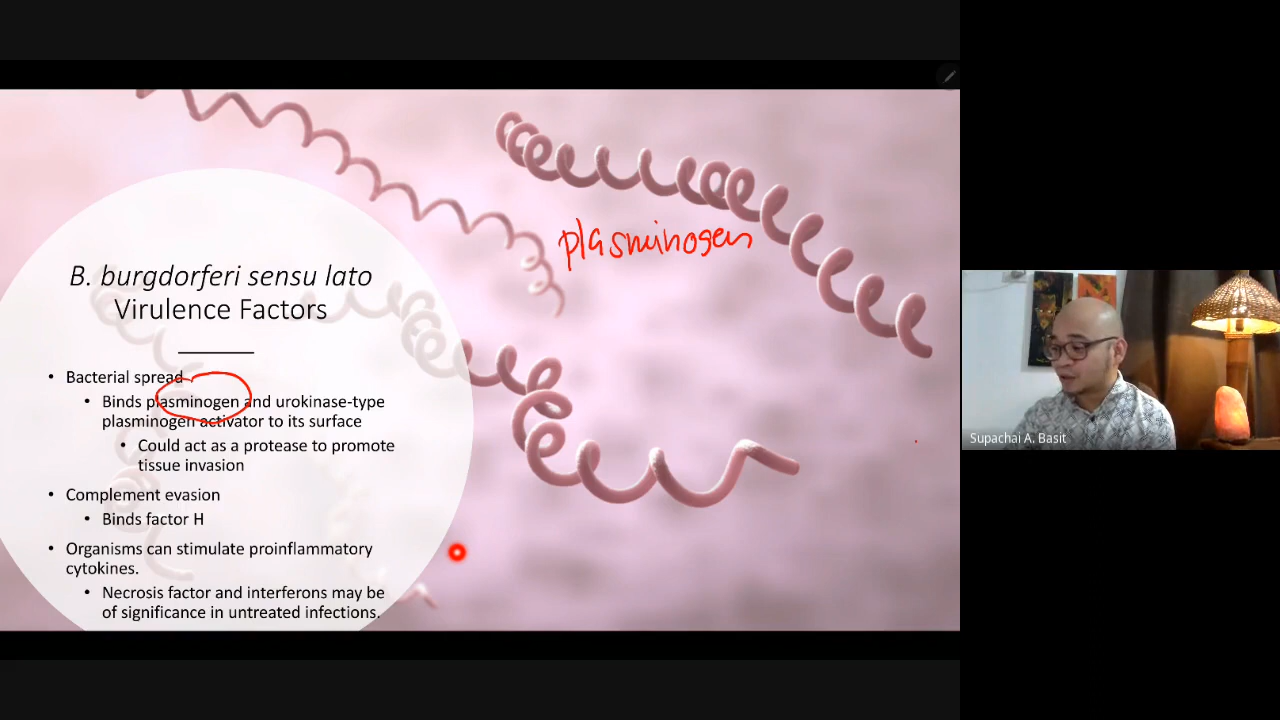 plasminogen
B. burgdorferi sensu lato
Virulence Factors
• Bacterial spread
• Binds plasminogen and urokinase-type
plasminogen activator to its surface
• Could act as a protease to promote
tissue invasion
• Complement evasion
• Binds factor H
• Organisms can stimulate proinflammatory
cytokines.
• Necrosis factor and interferons may be
of significance in untreated infections.
Supachai A. Basit